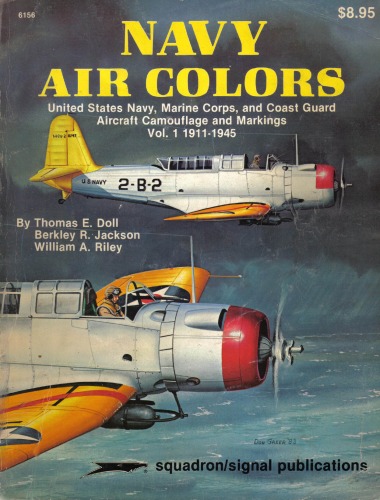 6156
$8.95
NAVY
AIR COLORS
United States Navy, Marine Corps, and Coast Guard
Aircraft Camouflage and Markings
Vol. 1 1911-1945
U.S. NAVY
2-B-2
By Thomas E. Doll
Berkley R. Jackson
William A. Riley
squadron/signal publications